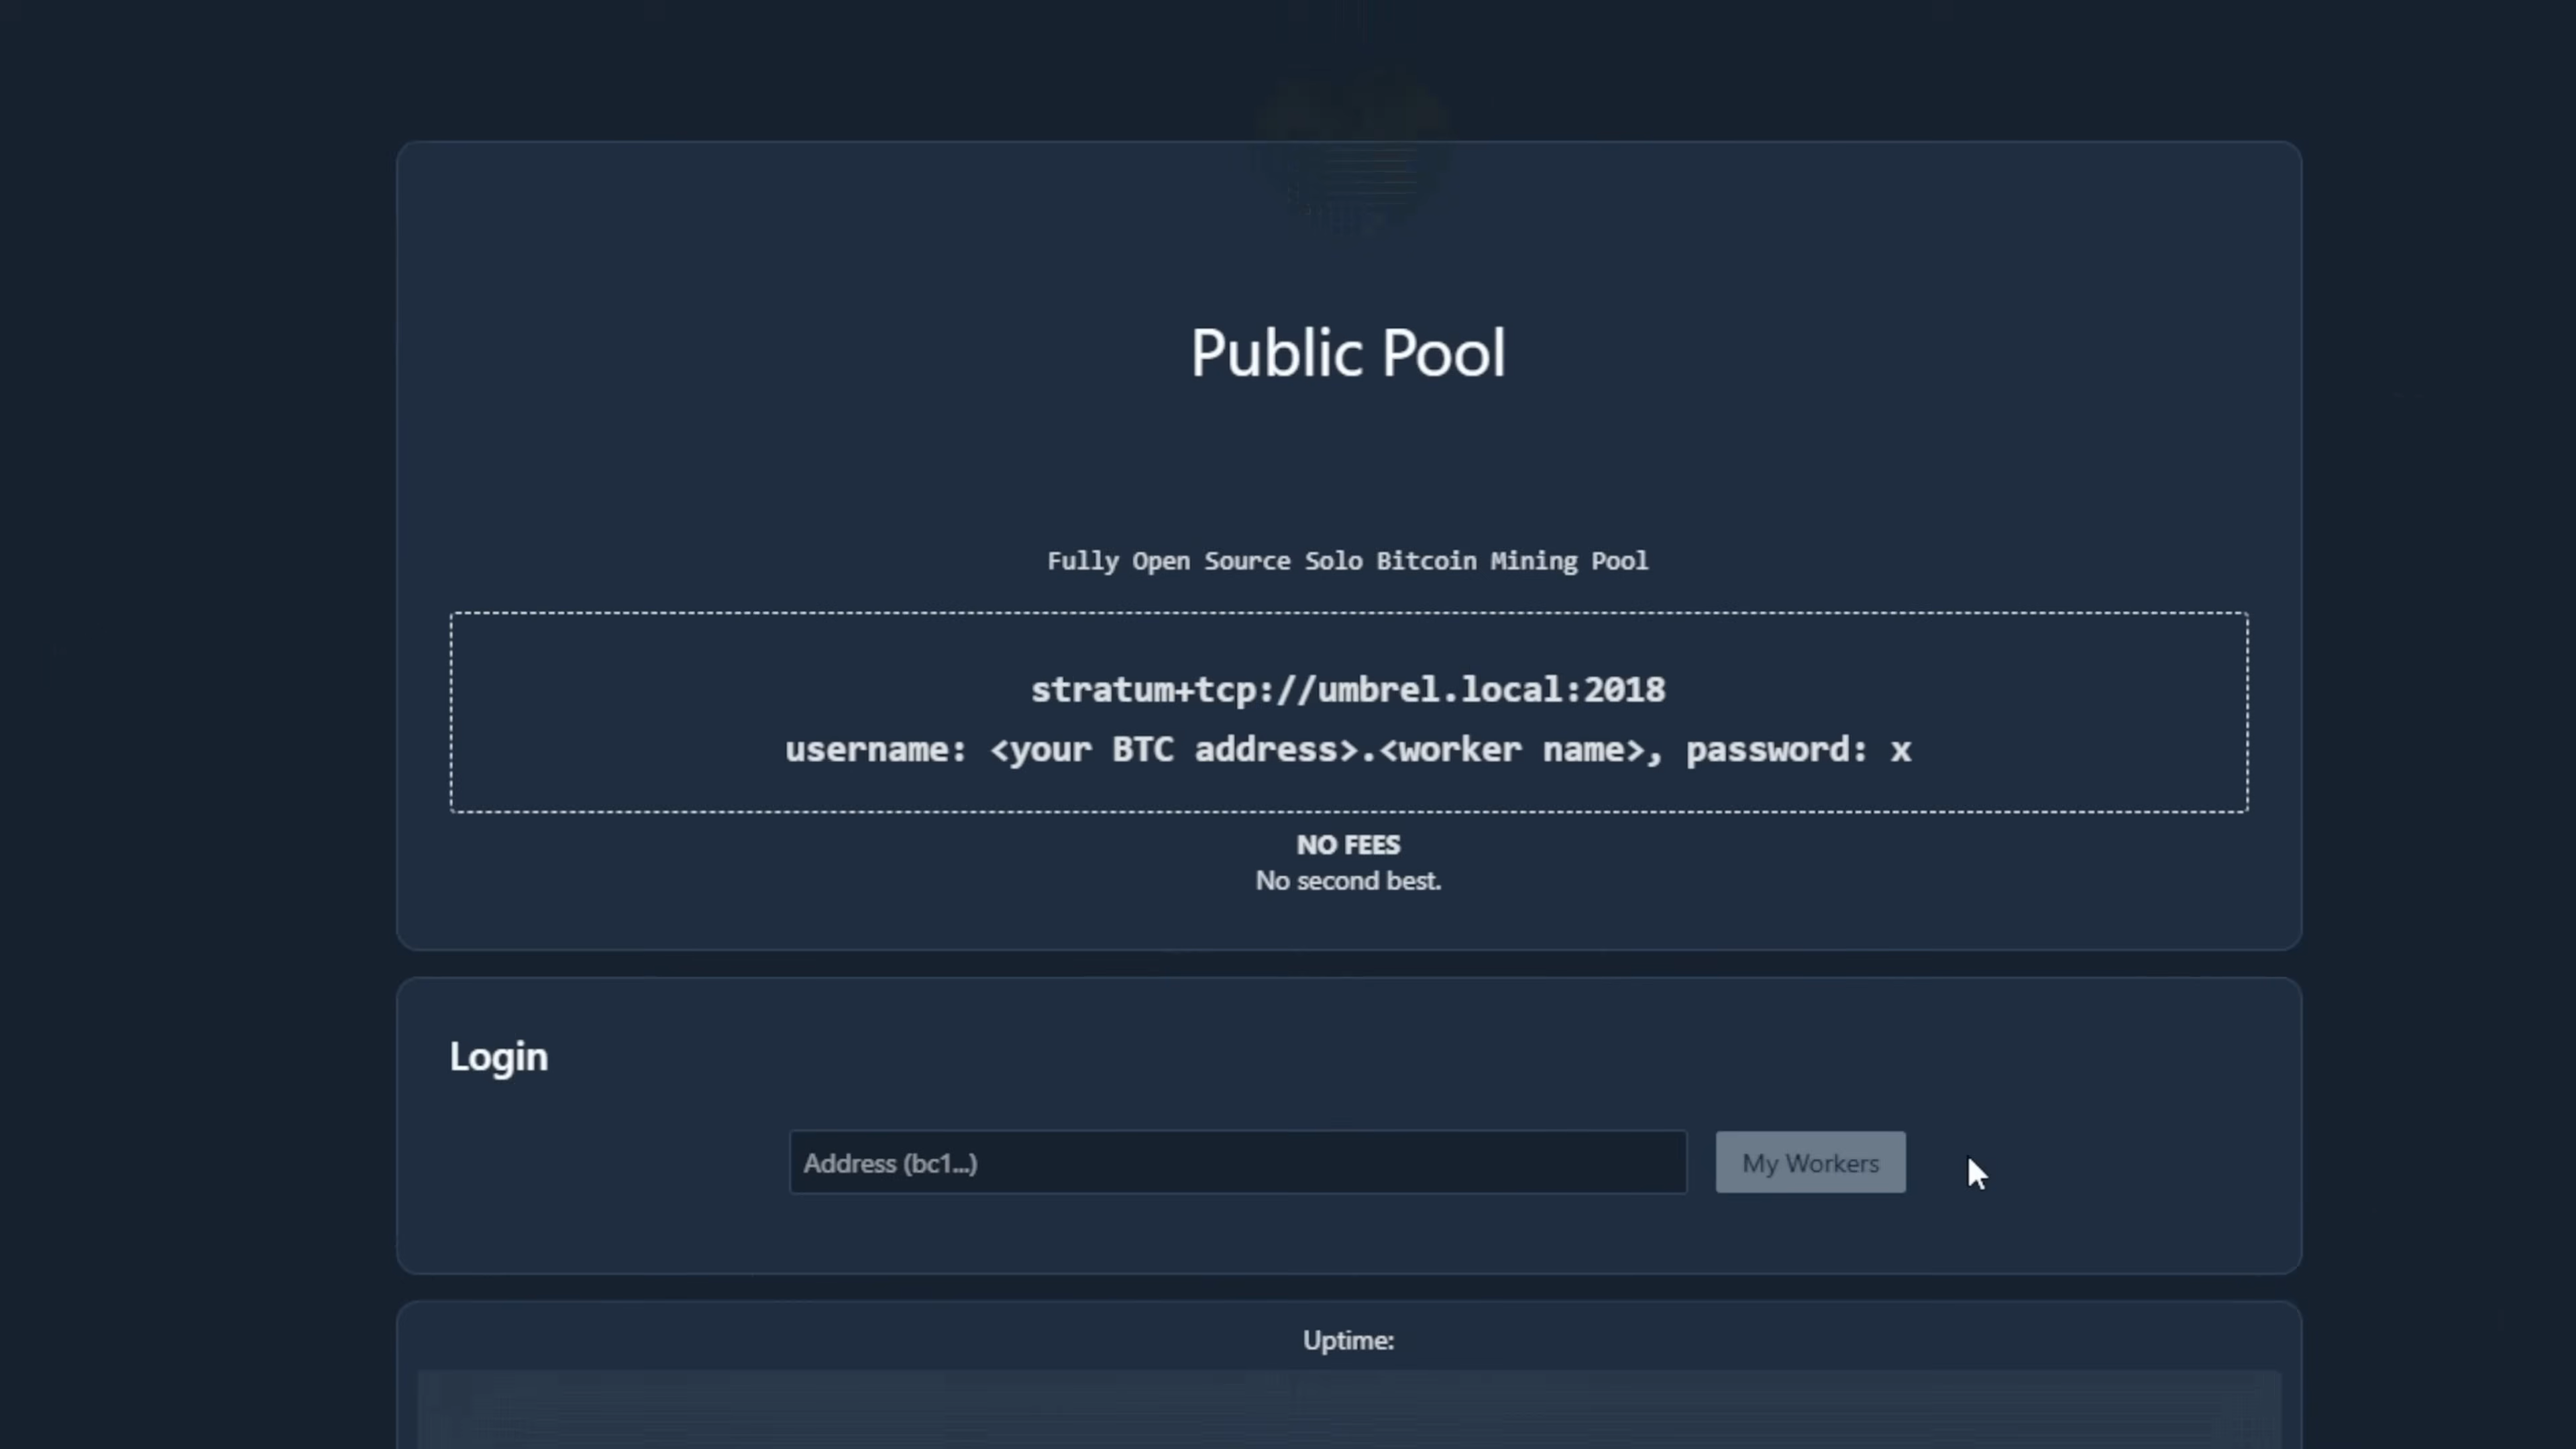 Public Pool
Fully Open Source Solo Bitcoin Mining Pool
stratum+tcp://umbrel.local:2018
username: <your BTC address>.<worker name>, password: x
NO FEES
No second best.
Login
Address (bc1...)
My Workers
Uptime: